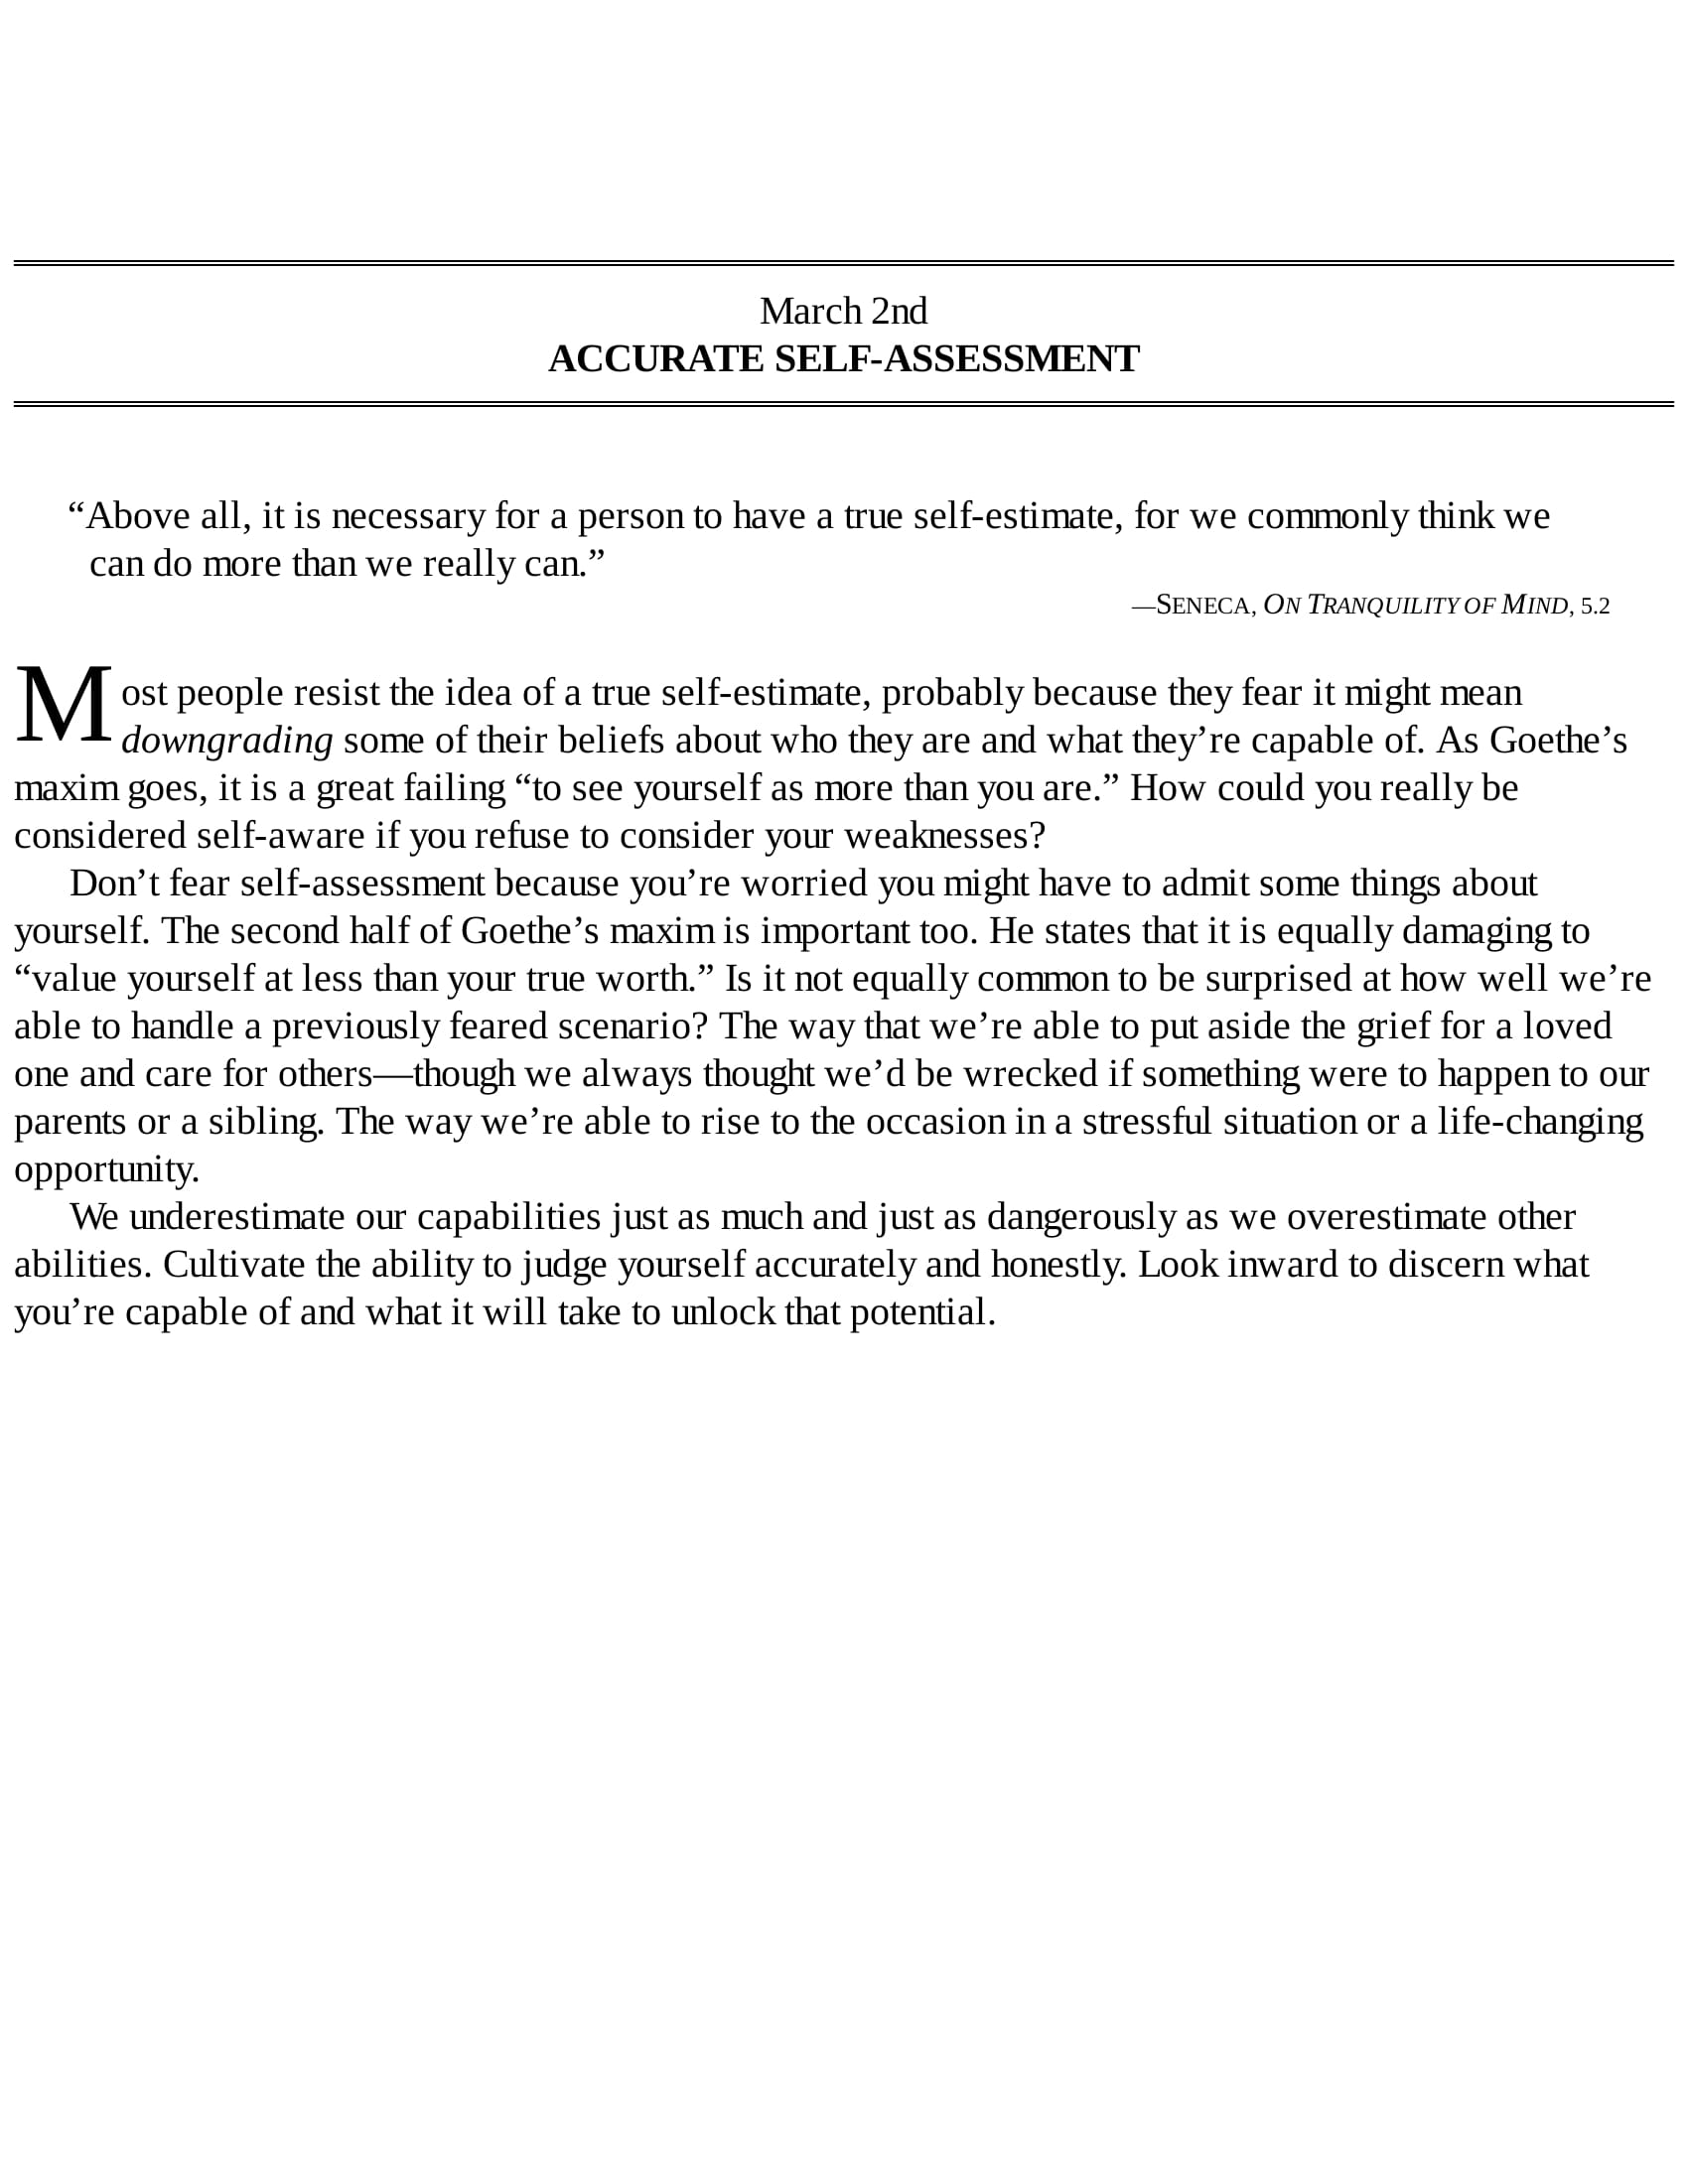 March 2nd
ACCURATE SELF-ASSESSMENT
“Above all, it is necessary for a person to have a true self-estimate, for we commonly think we
can do more than we really can.”
—SENECA, ON TRANQUILITY OF MIND, 5.2
Most people resist the idea of a true self-estimate, probably because they fear it might mean
downgrading some of their beliefs about who they are and what they’re capable of. As Goethe’s
maxim goes, it is a great failing “to see yourself as more than you are.” How could you really be
considered self-aware if you refuse to consider your weaknesses?
Don’t fear self-assessment because you’re worried you might have to admit some things about
yourself. The second half of Goethe’s maxim is important too. He states that it is equally damaging to
“value yourself at less than your true worth.” Is it not equally common to be surprised at how well we’re
able to handle a previously feared scenario? The way that we’re able to put aside the grief for a loved
one and care for others—though we always thought we’d be wrecked if something were to happen to our
parents or a sibling. The way we’re able to rise to the occasion in a stressful situation or a life-changing
opportunity.
We underestimate our capabilities just as much and just as dangerously as we overestimate other
abilities. Cultivate the ability to judge yourself accurately and honestly. Look inward to discern what
you’re capable of and what it will take to unlock that potential.